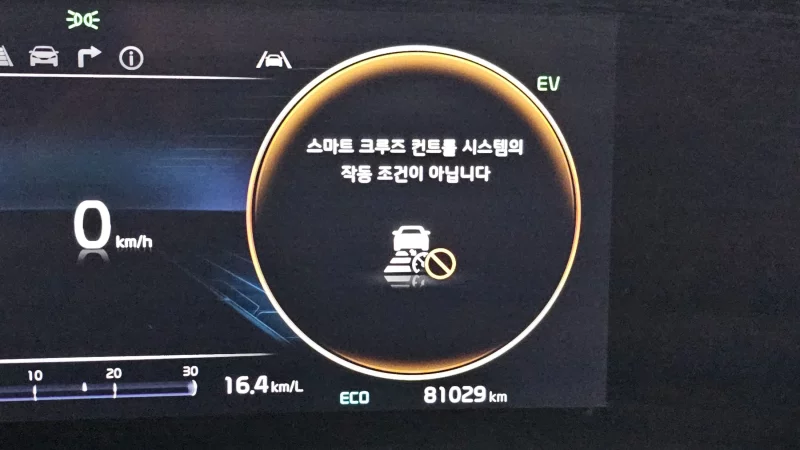 EV
스마트 크루즈 컨트롤 시스템의
작동 조건이 아닙니다
0 km/h
10 20 30
16.4 km/L
ECO
81029 km